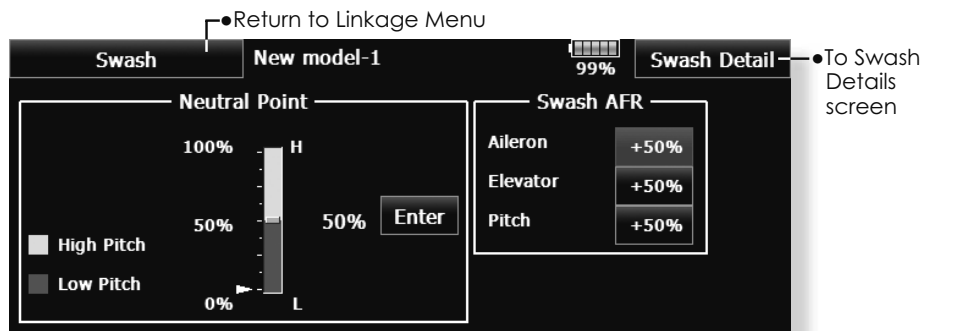 ●Return to Linkage Menu
Swash New model-1 99% Swash Detail
●To Swash
Details
screen
Neutral Point
100% H
50% 50% Enter
High Pitch
Low Pitch
0% L
Swash AFR
Aileron +50%
Elevator +50%
Pitch +50%